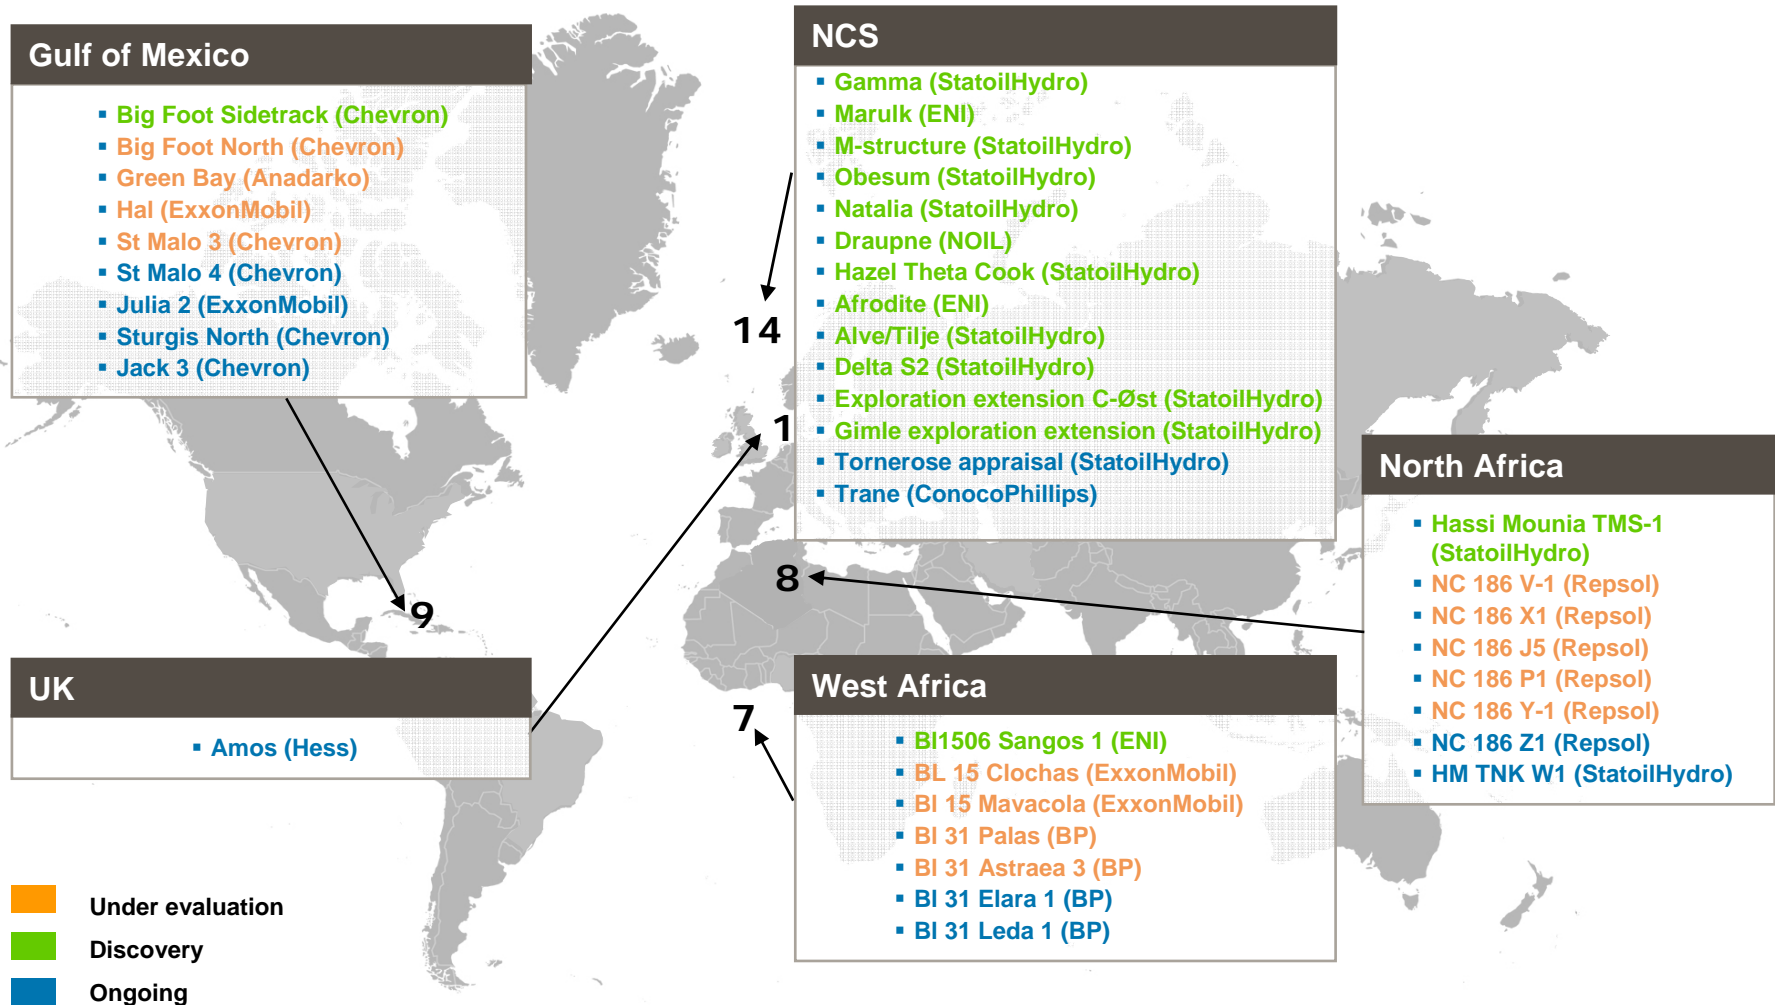 Gulf of Mexico
Big Foot Sidetrack (Chevron)
Big Foot North (Chevron)
Green Bay (Anadarko)
Hal (ExxonMobil)
St Malo 3 (Chevron)
St Malo 4 (Chevron)
Julia 2 (ExxonMobil)
Sturgis North (Chevron)
Jack 3 (Chevron)
NCS
Gamma (StatoilHydro)
Marulk (ENI)
M-structure (StatoilHydro)
Obesum (StatoilHydro)
Natalia (StatoilHydro)
Draupne (NOIL)
Hazel Theta Cook (StatoilHydro)
Afrodite (ENI)
Alve/Tilje (StatoilHydro)
Delta S2 (StatoilHydro)
Exploration extension C-Øst (StatoilHydro)
Gimle exploration extension (StatoilHydro)
Tornerose appraisal (StatoilHydro)
Trane (ConocoPhillips)
14
1
8
9
7
North Africa
Hassi Mounia TMS-1
(StatoilHydro)
NC 186 V-1 (Repsol)
NC 186 X1 (Repsol)
NC 186 J5 (Repsol)
NC 186 P1 (Repsol)
NC 186 Y-1 (Repsol)
NC 186 Z1 (Repsol)
HM TNK W1 (StatoilHydro)
UK
Amos (Hess)
West Africa
Bl1506 Sangos 1 (ENI)
BL 15 Clochas (ExxonMobil)
Bl 15 Mavacola (ExxonMobil)
Bl 31 Palas (BP)
Bl 31 Astraea 3 (BP)
Bl 31 Elara 1 (BP)
Bl 31 Leda 1 (BP)
Under evaluation
Discovery
Ongoing